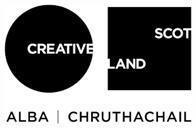 CREATIVE
SCOT
LAND
ALBA | CHRUTHACHAIL